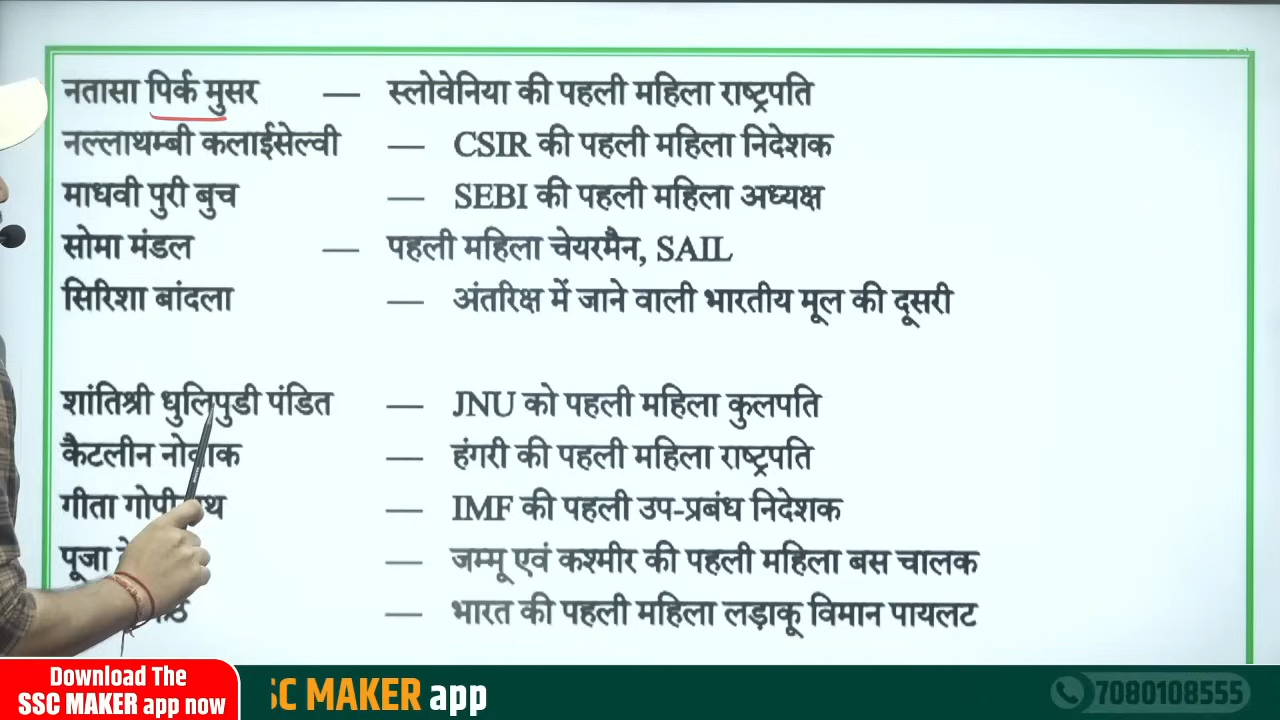 नतासा पिर्क मुसर — स्लोवेनिया की पहली महिला राष्ट्रपति
नल्लाथम्बी कलाईसेल्वी — CSIR की पहली महिला निदेशक
माधवी पुरी बुच — SEBI की पहली महिला अध्यक्ष
सोमा मंडल — पहली महिला चेयरमैन, SAIL
सिरिशा बांदला — अंतरिक्ष में जाने वाली भारतीय मूल की दूसरी
शांतिश्री धुलिपुडी पंडित — JNU को पहली महिला कुलपति
कैटलीन नोवाक — हंगरी की पहली महिला राष्ट्रपति
गीता — IMF की पहली उप-प्रबंध निदेशक
पूजा — जम्मू एवं कश्मीर की पहली महिला बस चालक
— भारत की पहली महिला लड़ाकू विमान पायलट
Download The
SSC MAKER app now
SC MAKER app
7080108555